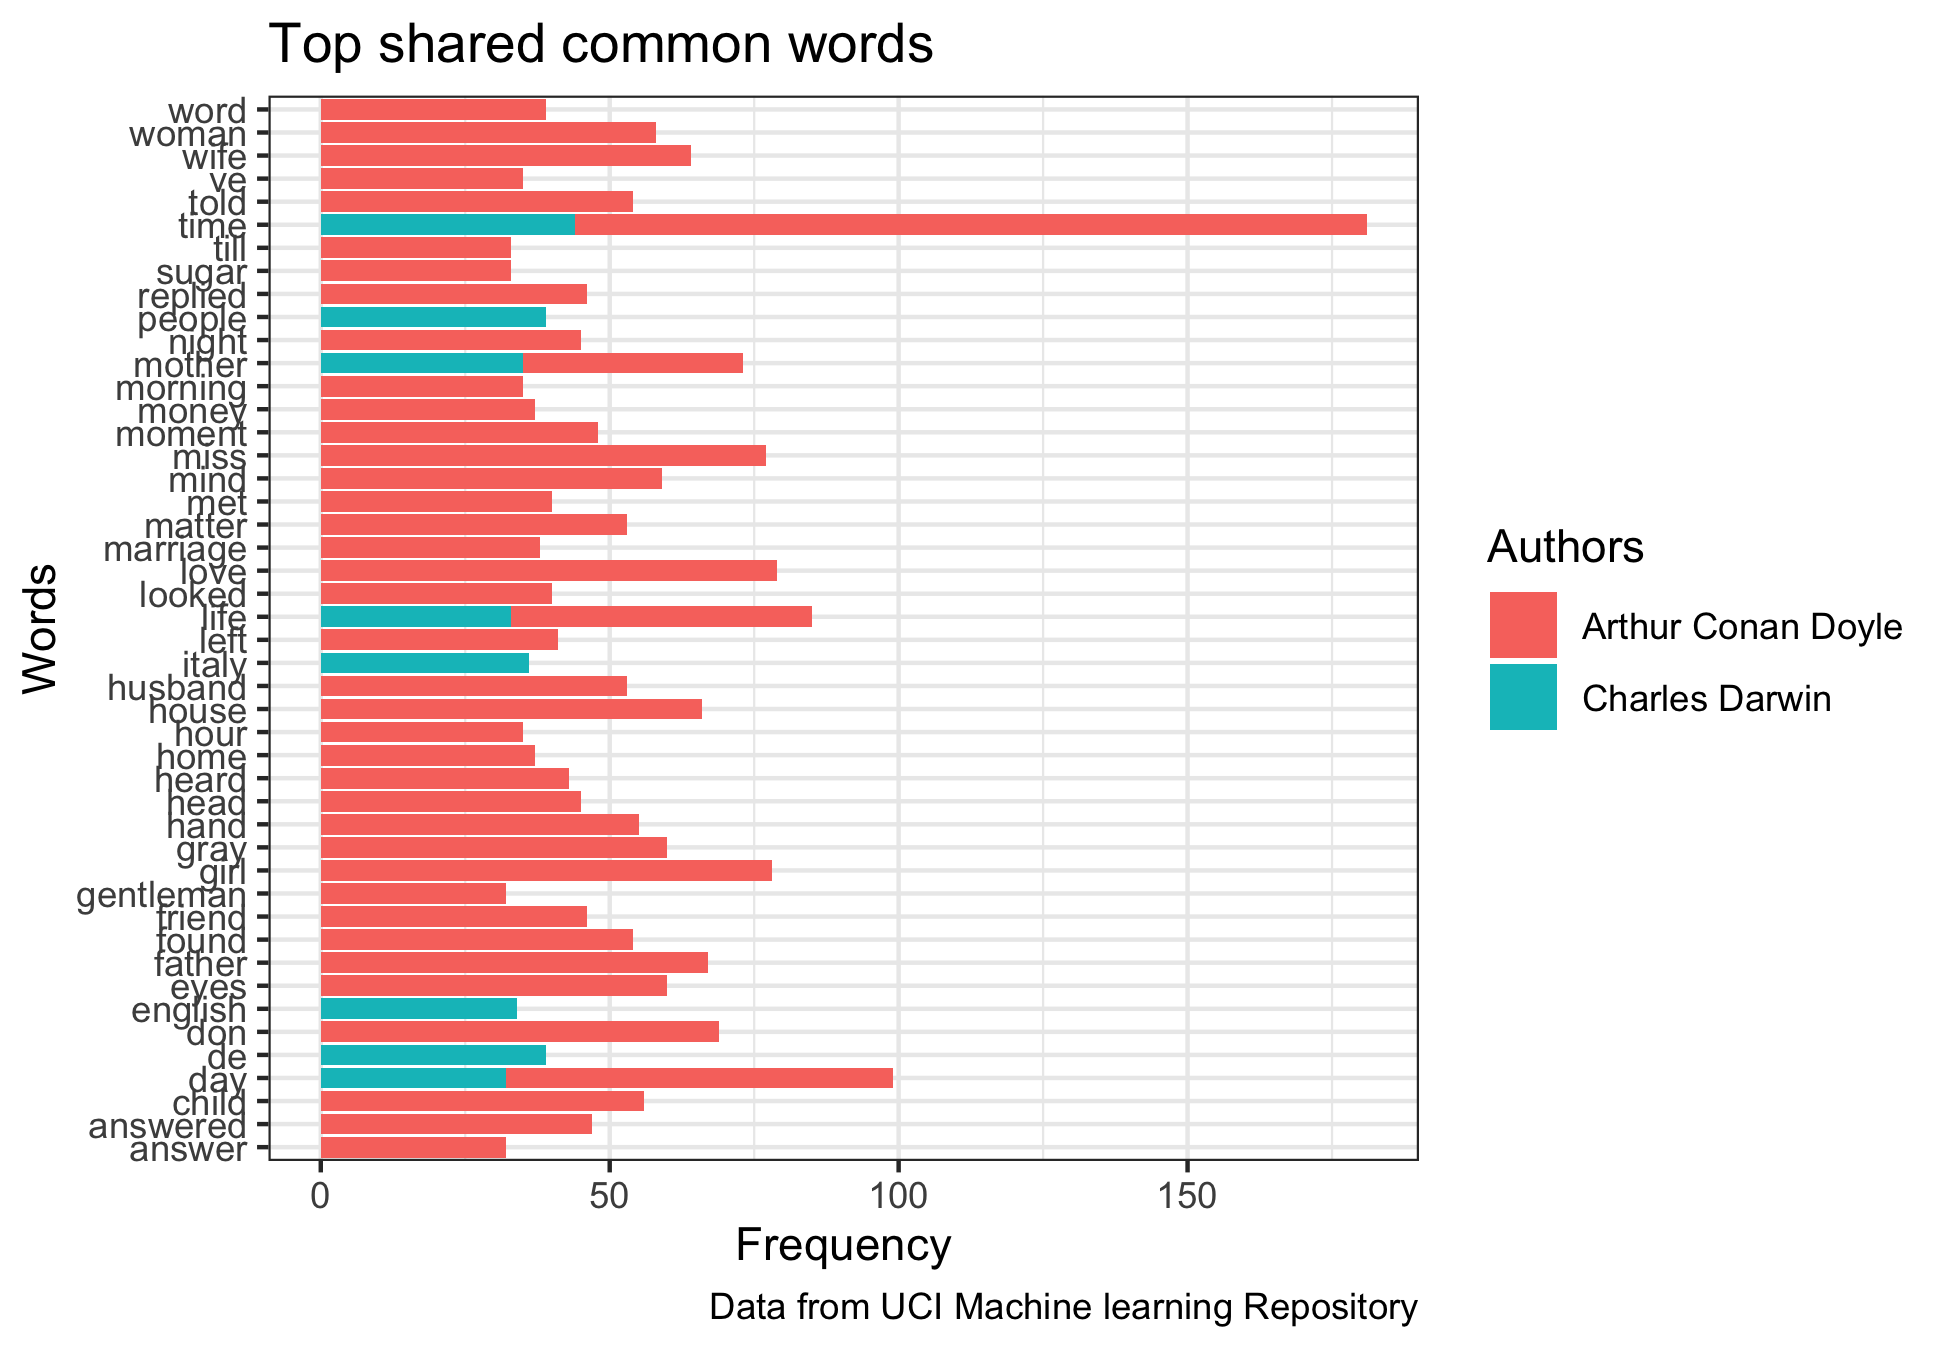 Top shared common words
word
woman
wife
ve
told
time
till
sugar
replied
people
night
mother
morning
money
moment
miss
mind
met
matter
marriage
love
looked
life
left
italy
husband
house
hour
home
heard
head
hand
gray
girl
gentleman
friend
found
father
eyes
english
don
de
day
child
answered
answer
Words
0 50 100 150
Frequency
Data from UCI Machine learning Repository
Authors
Arthur Conan Doyle
Charles Darwin